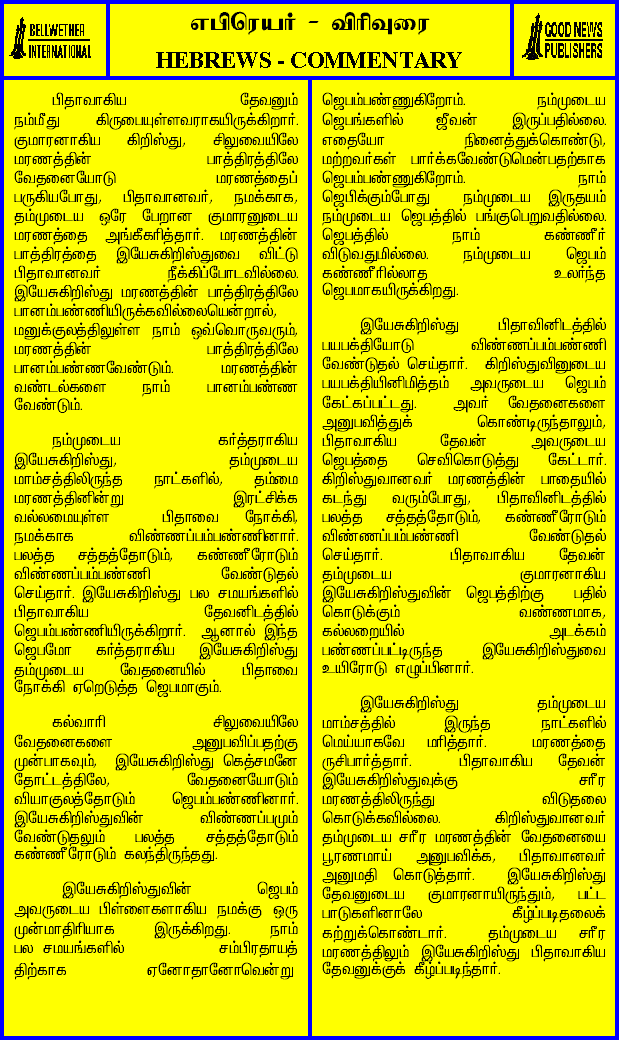 BELLWETHER
INTERNATIONAL
எபிரெயர் - விரிவுரை
HEBREWS - COMMENTARY
GOOD NEWS
PUBLISHERS
பிதாவாகிய தேவனும்
நம்மீது கிருபையுள்ளவராகயிருக்கிறார்.
குமாரனாகிய கிறிஸ்து, சிலுவையிலே
மரணத்தின் பாத்திரத்திலே
வேதனையோடு மரணத்தைப்
பருகியபோது, பிதாவானவர், நமக்காக,
தம்முடைய ஒரே பேறான குமாரனுடைய
மரணத்தை அங்கீகரித்தார். மரணத்தின்
பாத்திரத்தை இயேசுகிறிஸ்துவை விட்டு
பிதாவானவர் நீக்கிப்போடவில்லை.
இயேசுகிறிஸ்து மரணத்தின் பாத்திரத்திலே
பானம்பண்ணியிருக்கவில்லையென்றால்,
மனுக்குலத்திலுள்ள நாம் ஒவ்வொருவரும்,
மரணத்தின் பாத்திரத்திலே
பானம்பண்ணவேண்டும். மரணத்தின்
வண்டல்களை நாம் பானம்பண்ண
வேண்டும்.
நம்முடைய கர்த்தராகிய
இயேசுகிறிஸ்து, தம்முடைய
மாம்சத்திலிருந்த நாட்களில், தம்மை
மரணத்தினின்று இரட்சிக்க
வல்லமையுள்ள பிதாவை நோக்கி,
நமக்காக விண்ணப்பம்பண்ணினார்.
பலத்த சத்தத்தோடும், கண்ணீரோடும்
விண்ணப்பம்பண்ணி வேண்டுதல்
செய்தார். இயேசுகிறிஸ்து பல சமயங்களில்
பிதாவாகிய தேவனிடத்தில்
ஜெபம்பண்ணியிருக்கிறார். ஆனால் இந்த
ஜெபமோ கர்த்தராகிய இயேசுகிறிஸ்து
தம்முடைய வேதனையில் பிதாவை
நோக்கி ஏறெடுத்த ஜெபமாகும்.
கல்வாரி சிலுவையிலே
வேதனைகளை அனுபவிப்பதற்கு
முன்பாகவும், இயேசுகிறிஸ்து கெத்சமனே
தோட்டத்திலே, வேதனையோடும்
வியாகுலத்தோடும் ஜெபம்பண்ணினார்.
இயேசுகிறிஸ்துவின் விண்ணப்பமும்
வேண்டுதலும் பலத்த சத்தத்தோடும்
கண்ணீரோடும் கலந்திருந்தது.
இயேசுகிறிஸ்துவின் ஜெபம்
அவருடைய பிள்ளைகளாகிய நமக்கு ஒரு
முன்மாதிரியாக இருக்கிறது. நாம்
பல சமயங்களில் சம்பிரதாயத்
திற்காக ஏனோதானோவென்று
ஜெபம்பண்ணுகிறோம். நம்முடைய
ஜெபங்களில் ஜீவன் இருப்பதில்லை.
எதையோ நினைத்துக்கொண்டு,
மற்றவர்கள் பார்க்கவேண்டுமென்பதற்காக
ஜெபம்பண்ணுகிறோம். நாம்
ஜெபிக்கும்போது நம்முடைய இருதயம்
நம்முடைய ஜெபத்தில் பங்குபெறுவதில்லை.
ஜெபத்தில் நாம் கண்ணீர்
விடுவதுமில்லை. நம்முடைய ஜெபம்
கண்ணீரில்லாத உலர்ந்த
ஜெபமாகயிருக்கிறது.
இயேசுகிறிஸ்து பிதாவினிடத்தில்
பயபக்தியோடு விண்ணப்பம்பண்ணி
வேண்டுதல் செய்தார். கிறிஸ்துவினுடைய
பயபக்தியினிமித்தம் அவருடைய ஜெபம்
கேட்கப்பட்டது. அவர் வேதனைகளை
அனுபவித்துக் கொண்டிருந்தாலும்,
பிதாவாகிய தேவன் அவருடைய
ஜெபத்தை செவிகொடுத்து கேட்டார்.
கிறிஸ்துவானவர் மரணத்தின் பாதையில்
கடந்து வரும்போது, பிதாவினிடத்தில்
பலத்த சத்தத்தோடும், கண்ணீரோடும்
விண்ணப்பம்பண்ணி வேண்டுதல்
செய்தார். பிதாவாகிய தேவன்
தம்முடைய குமாரனாகிய
இயேசுகிறிஸ்துவின் ஜெபத்திற்கு பதில்
கொடுக்கும் வண்ணமாக,
கல்லறையில் அடக்கம்
பண்ணப்பட்டிருந்த இயேசுகிறிஸ்துவை
உயிரோடு எழுப்பினார்.
இயேசுகிறிஸ்து தம்முடைய
மாம்சத்தில் இருந்த நாட்களில்
மெய்யாகவே மரித்தார். மரணத்தை
ருசிபார்த்தார். பிதாவாகிய தேவன்
இயேசுகிறிஸ்துவுக்கு சரீர
மரணத்திலிருந்து விடுதலை
கொடுக்கவில்லை. கிறிஸ்துவானவர்
தம்முடைய சரீர மரணத்தின் வேதனையை
பூரணமாய் அனுபவிக்க, பிதாவானவர்
அனுமதி கொடுத்தார். இயேசுகிறிஸ்து
தேவனுடைய குமாரனாயிருந்தும், பட்ட
பாடுகளினாலே கீழ்ப்படிதலைக்
கற்றுக்கொண்டார். தம்முடைய சரீர
மரணத்திலும் இயேசுகிறிஸ்து பிதாவாகிய
தேவனுக்குக் கீழ்ப்படிந்தார்.